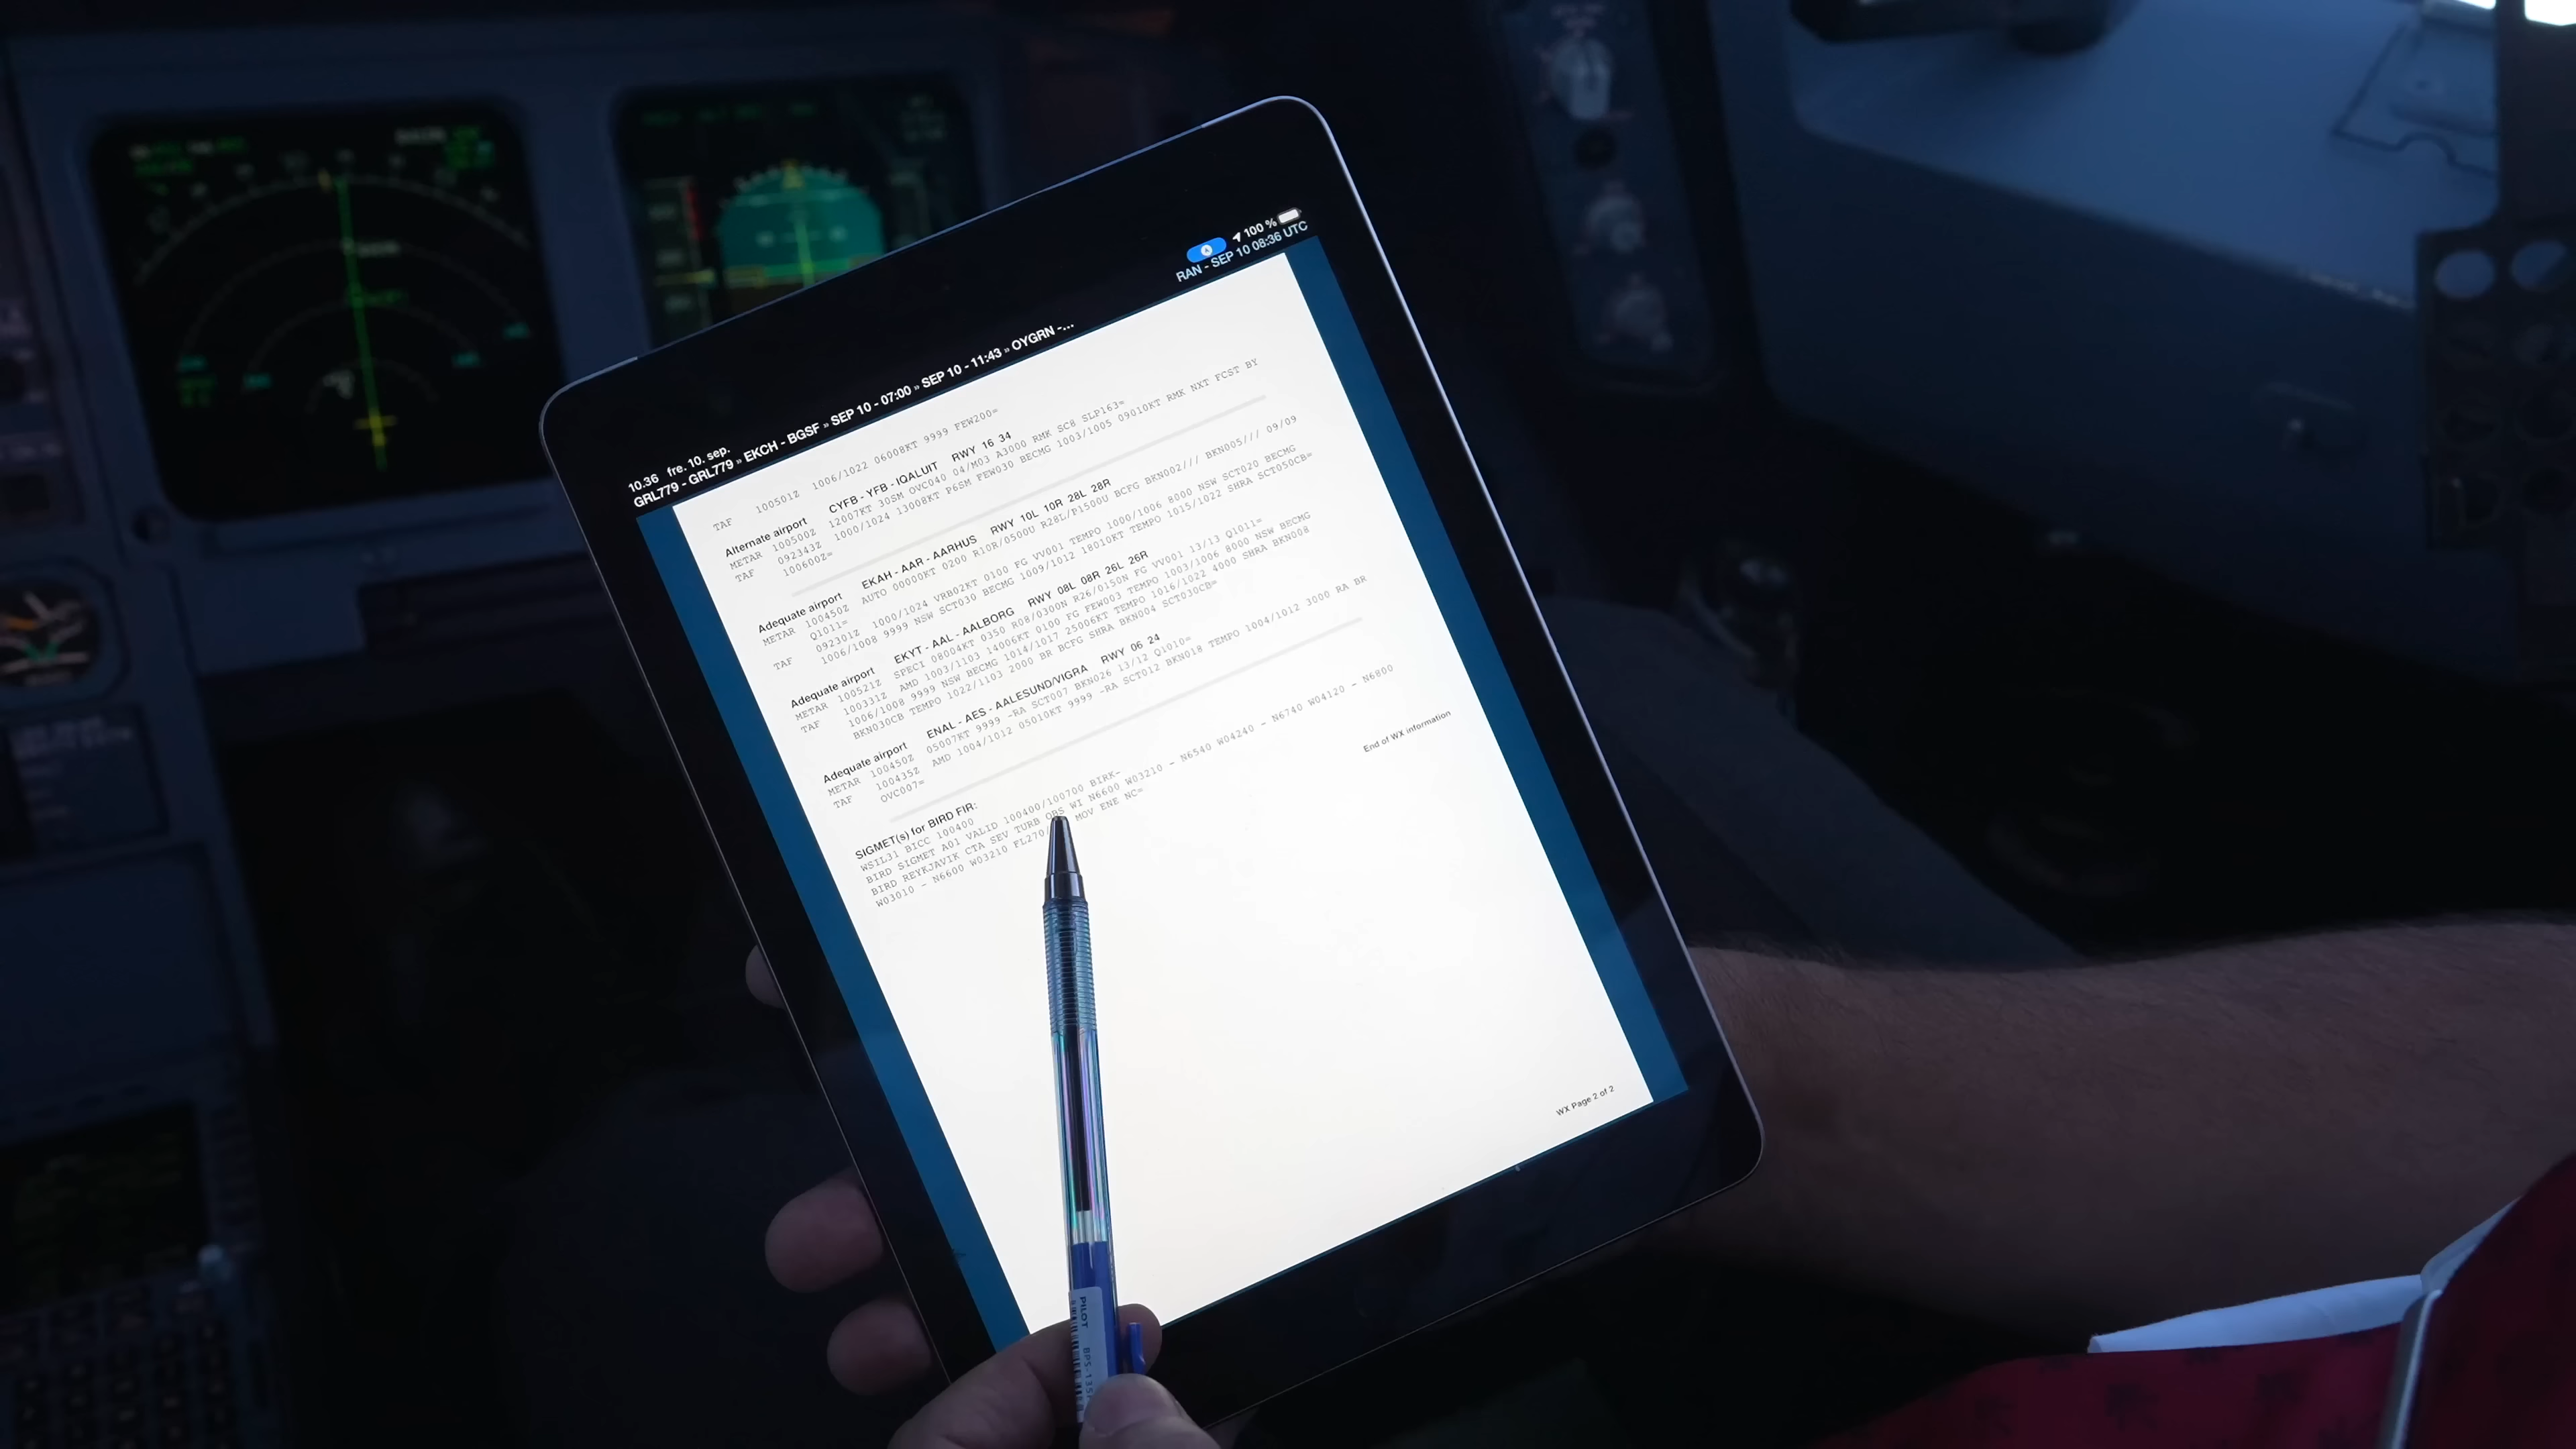 10.36 fre. 10. sep.
100 %
GRL779 - GRL779 » EKCH - BGSF » SEP 10 - 07:00 » SEP 10 - 11:43 » OYGRN -...
RAN - SEP 10 08:36 UTC
TAF 100501Z 1006/1022 06008KT 9999 FEW200=
Alternate airport CYFB - YFB - IQALUIT RWY 16 34
METAR 100500Z 12007KT 30SM OVC040 04/M03 A3000 RMK SC8 SLP163=
TAF 092343Z 1000/1024 13008KT P6SM FEW030 BECMG 1003/1005 09010KT RMK NXT FCST BY
100600Z=
Adequate airport EKAH - AAR - AARHUS RWY 10L 10R 28L 28R
METAR 100450Z AUTO 00000KT 0200 R10R/0500U R28L/P1500U BCFG BKN002/// BKN005/// 09/09
Q1011=
TAF 092301Z 1000/1024 VRB02KT 0100 FG VV001 TEMPO 1000/1006 8000 NSW SCT020 BECMG
1006/1008 9999 NSW SCT030 BECMG 1009/1012 18010KT TEMPO 1015/1022 SHRA SCT050CB=
Adequate airport EKYT - AAL - AALBORG RWY 08L 08R 26L 26R
METAR 100521Z SPECI 08004KT 0350 R08/0300N R26/0150N FG VV001 13/13 Q1011=
TAF 100331Z AMD 1003/1103 14006KT 0100 FG FEW003 TEMPO 1003/1006 8000 NSW BECMG
1006/1008 9999 NSW BECMG 1014/1017 25006KT TEMPO 1016/1022 4000 SHRA BKN008
BKN030CB TEMPO 1022/1103 2000 BR BCFG SHRA BKN004 SCT030CB=
Adequate airport ENAL - AES - AALESUND/VIGRA RWY 06 24
METAR 100450Z 05007KT 9999 -RA SCT007 BKN026 13/12 Q1010=
TAF 100435Z AMD 1004/1012 05010KT 9999 -RA SCT012 BKN018 TEMPO 1004/1012 3000 RA BR
OVC007=
SIGMET(s) for BIRD FIR:
WSIL31 BICC 100400
BIRD SIGMET A01 VALID 100400/100700 BIRK-
BIRD REYKJAVIK CTA SEV TURB OBS WI N6600 W03210 - N6540 W04240 - N6740 W04120 - N6800
W03010 - N6600 W03210 FL270/ MOV ENE NC=
End of WX information
WX Page 2 of 2
PILOT BPS-135